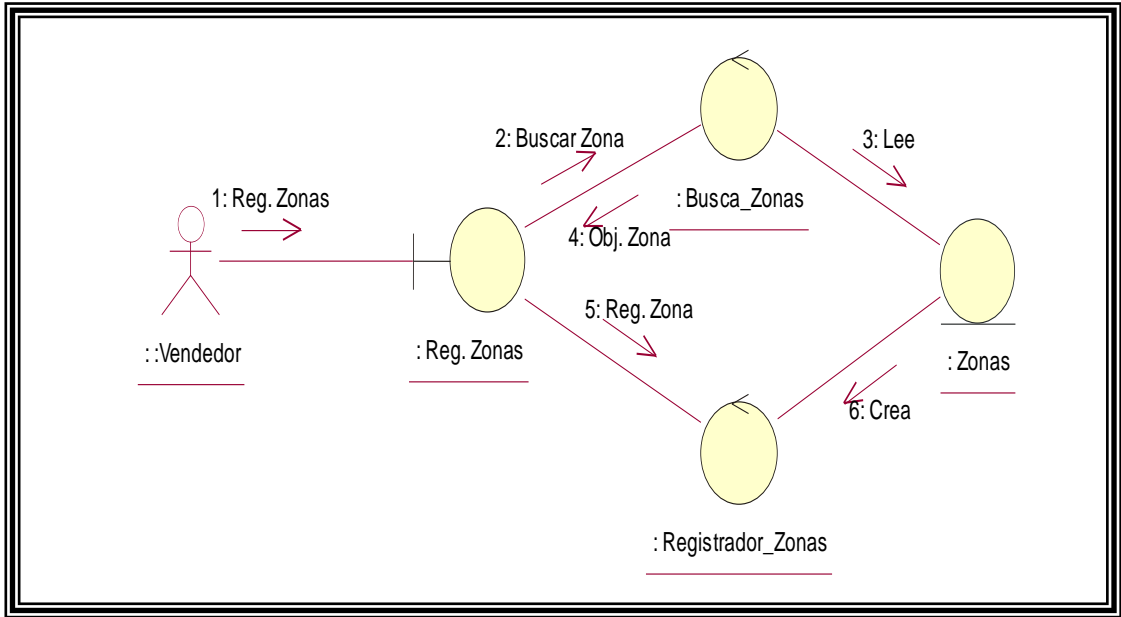 1: Reg. Zonas
2: Buscar Zona
3: Lee
: Busca_Zonas
4: Obj. Zona
5: Reg. Zona
: :Vendedor
: Reg. Zonas
: Zonas
6: Crea
: Registrador_Zonas